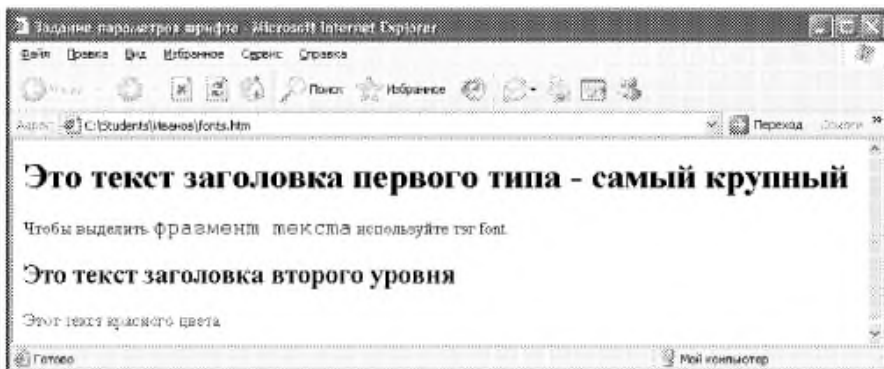 Задание параметров шрифта - Microsoft Internet Explorer
Файл Правка Вид Избранное Сервис Справка
Поиск Избранное
C:\Students\Иванов\fonts.htm Переход Ссылки »
Это текст заголовка первого типа - самый крупный
Чтобы выделить фрагмент текста используйте тэг font.
Это текст заголовка второго уровня
Этот текст красного цвета
Готово Мой компьютер